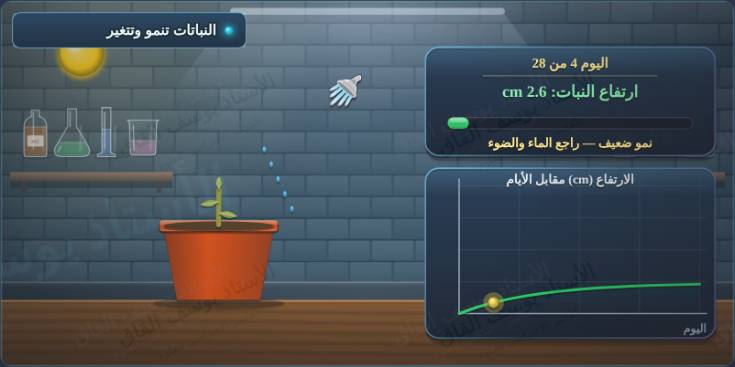 النباتات تنمو وتتغير
اليوم 4 من 28
ارتفاع النبات: 2.6 cm
نمو ضعيف — راجع الماء والضوء
الارتفاع (cm) مقابل الأيام
اليوم